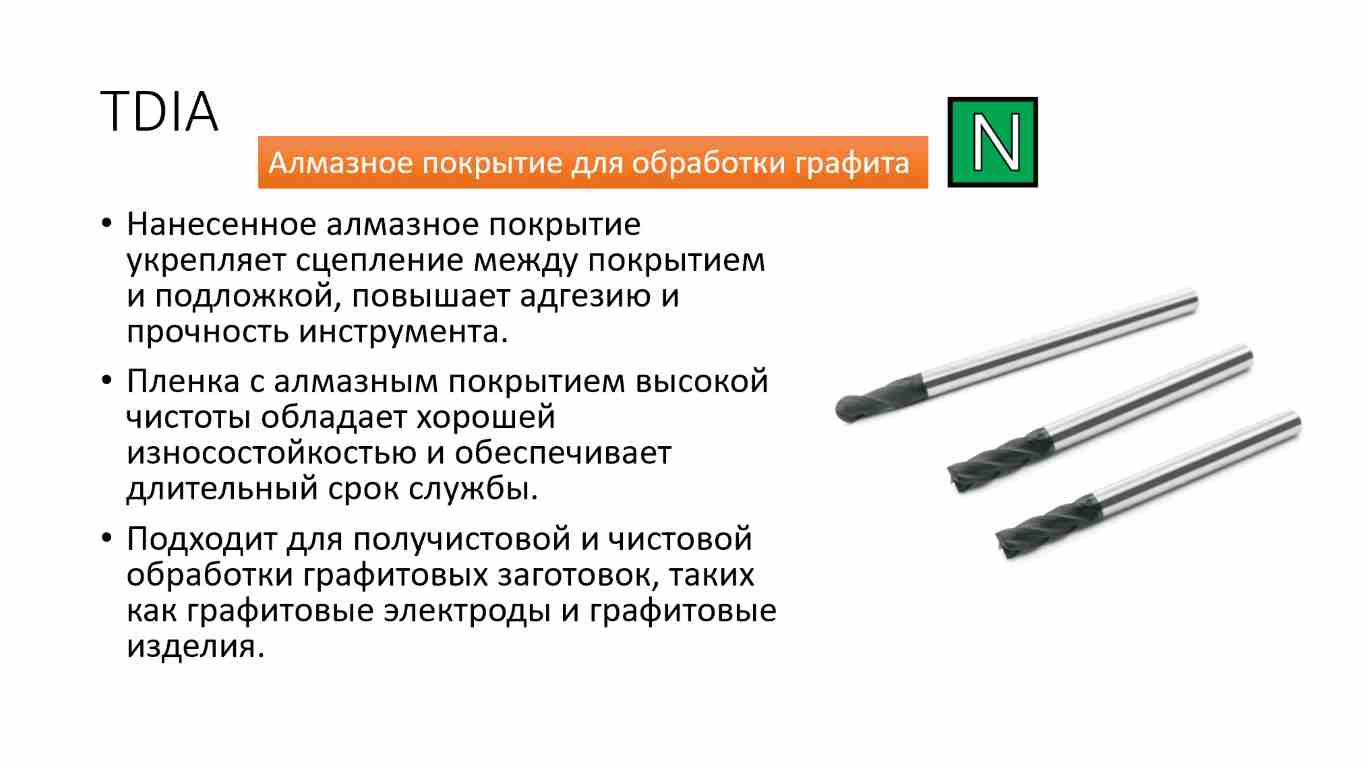 TDIA
Алмазное покрытие для обработки графита
N
• Нанесенное алмазное покрытие
укрепляет сцепление между покрытием
и подложкой, повышает адгезию и
прочность инструмента.
• Пленка с алмазным покрытием высокой
чистоты обладает хорошей
износостойкостью и обеспечивает
длительный срок службы.
• Подходит для получистовой и чистовой
обработки графитовых заготовок, таких
как графитовые электроды и графитовые
изделия.